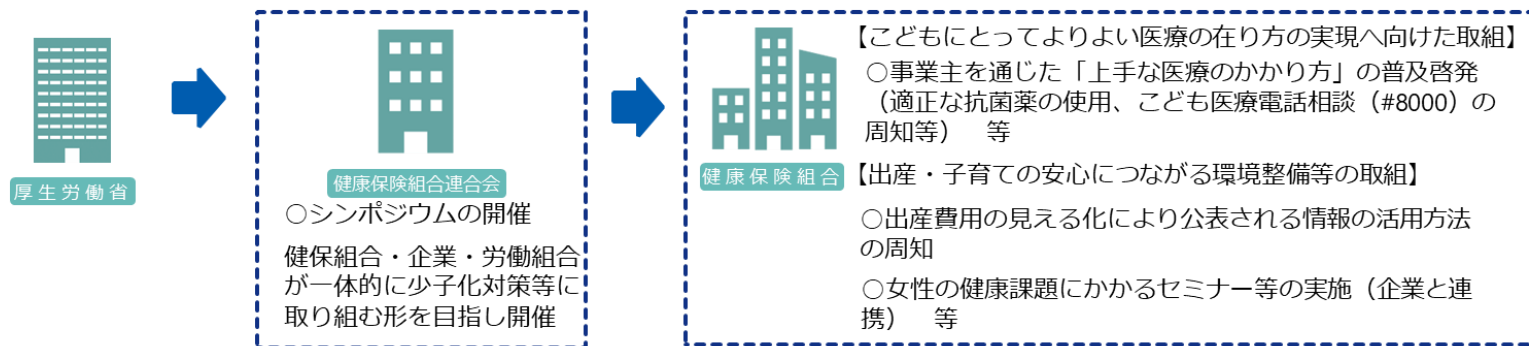 厚生労働省
健康保険組合連合会
○シンポジウムの開催
健保組合・企業・労働組合
が一体的に少子化対策等に
取り組む形を目指し開催
健康保険組合
【こどもにとってよりよい医療の在り方の実現へ向けた取組】
○事業主を通じた「上手な医療のかかり方」の普及啓発
（適正な抗菌薬の使用、こども医療電話相談（#8000）の
周知等）　等
【出産・子育ての安心につながる環境整備等の取組】
○出産費用の見える化により公表される情報の活用方法
の周知
○女性の健康課題にかかるセミナー等の実施（企業と連
携）　等